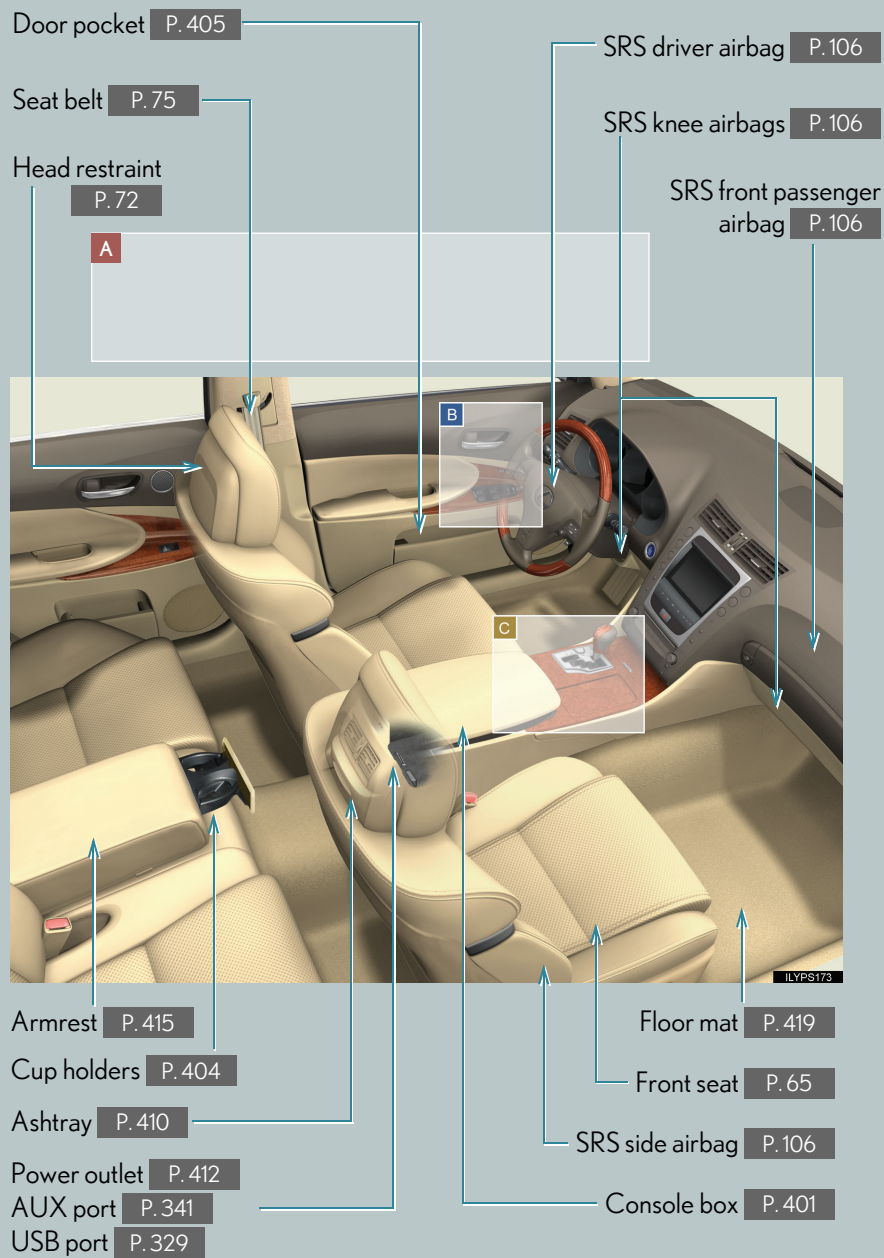 Door pocket P. 405
Seat belt P. 75
Head restraint
P. 72
SRS driver airbag P. 106
SRS knee airbags P. 106
SRS front passenger
airbag P. 106
A
B
C
ILYPS173
Armrest P. 415
Cup holders P. 404
Ashtray P. 410
Power outlet P. 412
AUX port P. 341
USB port P. 329
Floor mat P. 419
Front seat P. 65
SRS side airbag P. 106
Console box P. 401